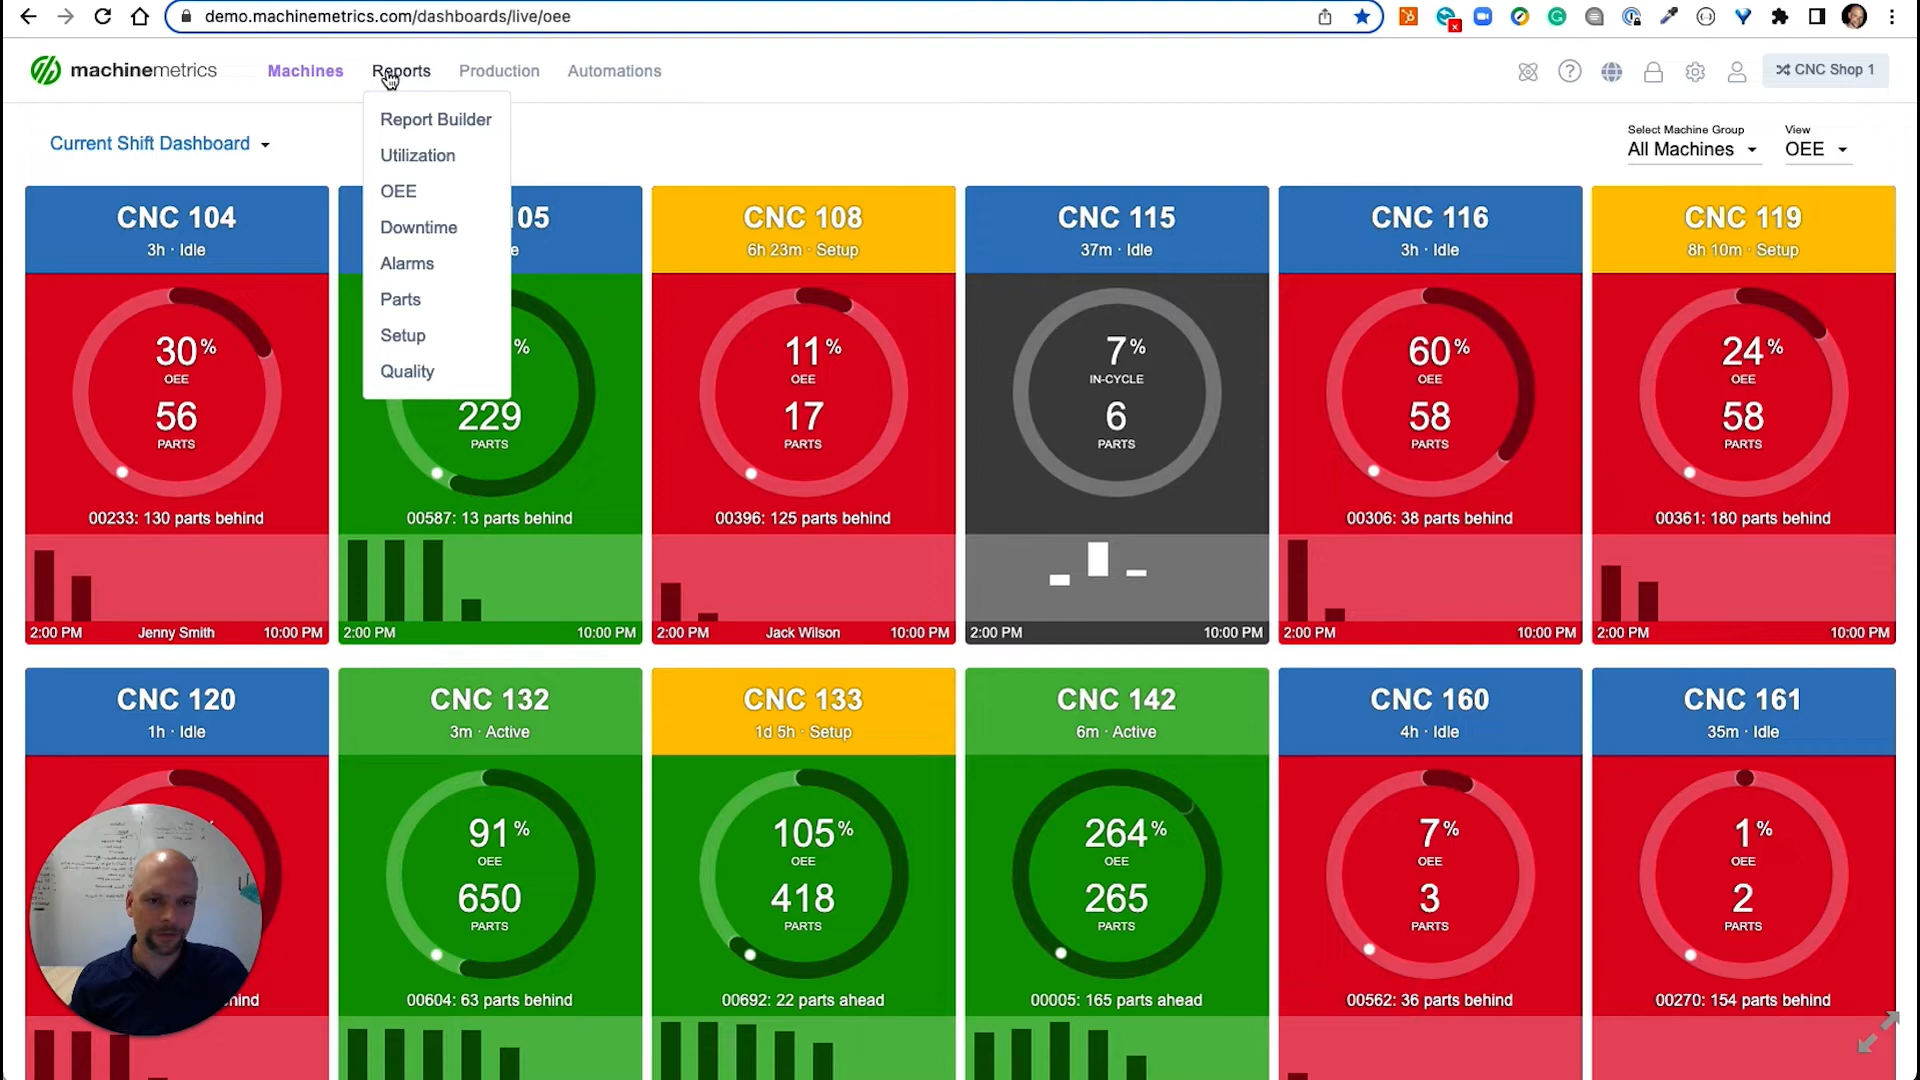 demo.machinemetrics.com/dashboards/live/oee
machinemetrics
Machines
Reports
Production
Automations
CNC Shop 1
Report Builder
Utilization
OEE
Downtime
Alarms
Parts
Setup
Quality
Current Shift Dashboard
Select Machine Group
All Machines
View
OEE
CNC 104
3h · Idle
30%
OEE
56
PARTS
00233: 130 parts behind
2:00 PM Jenny Smith 10:00 PM
105
e
%
229
PARTS
00587: 13 parts behind
2:00 PM 10:00 PM
CNC 108
6h 23m · Setup
11%
OEE
17
PARTS
00396: 125 parts behind
2:00 PM Jack Wilson 10:00 PM
CNC 115
37m · Idle
7%
IN-CYCLE
6
PARTS
2:00 PM 10:00 PM
CNC 116
3h · Idle
60%
OEE
58
PARTS
00306: 38 parts behind
2:00 PM 10:00 PM
CNC 119
8h 10m · Setup
24%
OEE
58
PARTS
00361: 180 parts behind
2:00 PM 10:00 PM
CNC 120
1h · Idle
CNC 132
3m · Active
91%
OEE
650
PARTS
00604: 63 parts behind
CNC 133
1d 5h · Setup
105%
OEE
418
PARTS
00692: 22 parts ahead
CNC 142
6m · Active
264%
OEE
265
PARTS
00005: 165 parts ahead
CNC 160
4h · Idle
7%
OEE
3
PARTS
00562: 36 parts behind
CNC 161
35m · Idle
1%
OEE
2
PARTS
00270: 154 parts behind